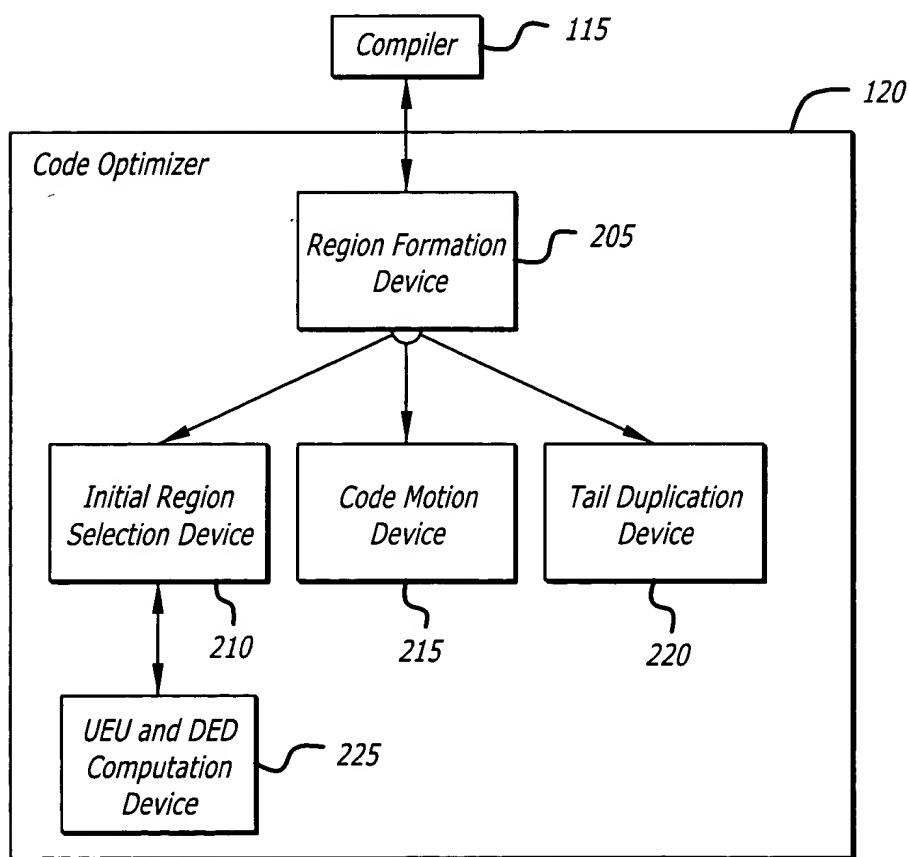 Compiler
115
120
Code Optimizer
Region Formation
Device
205
Initial Region
Selection Device
210
Code Motion
Device
215
Tail Duplication
Device
220
UEU and DED
Computation
Device
225